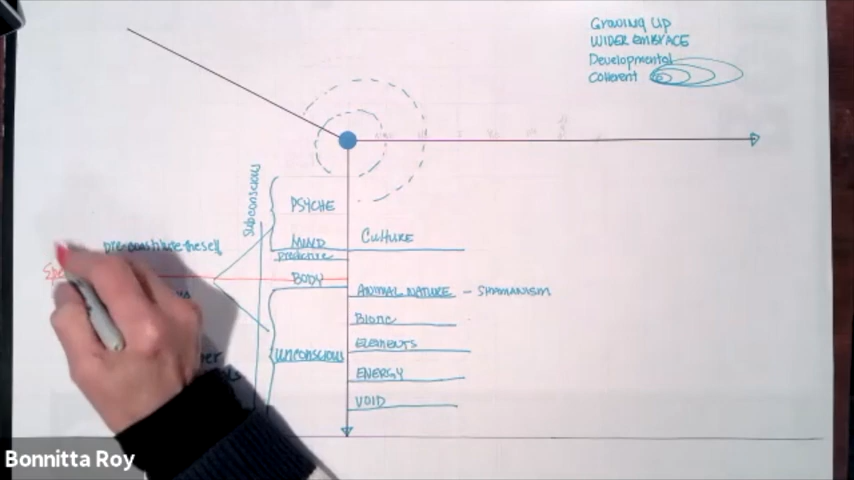 Growing Up
WIDER EMBRACE
Developmental
Coherent
Subconscious
PSYCHE
MIND
CULTURE
Predictive
BODY
ANIMAL NATURE – SHAMANISM
BIONIC
ELEMENTS
UNCONSCIOUS
ENERGY
VOID
Bonnitta Roy